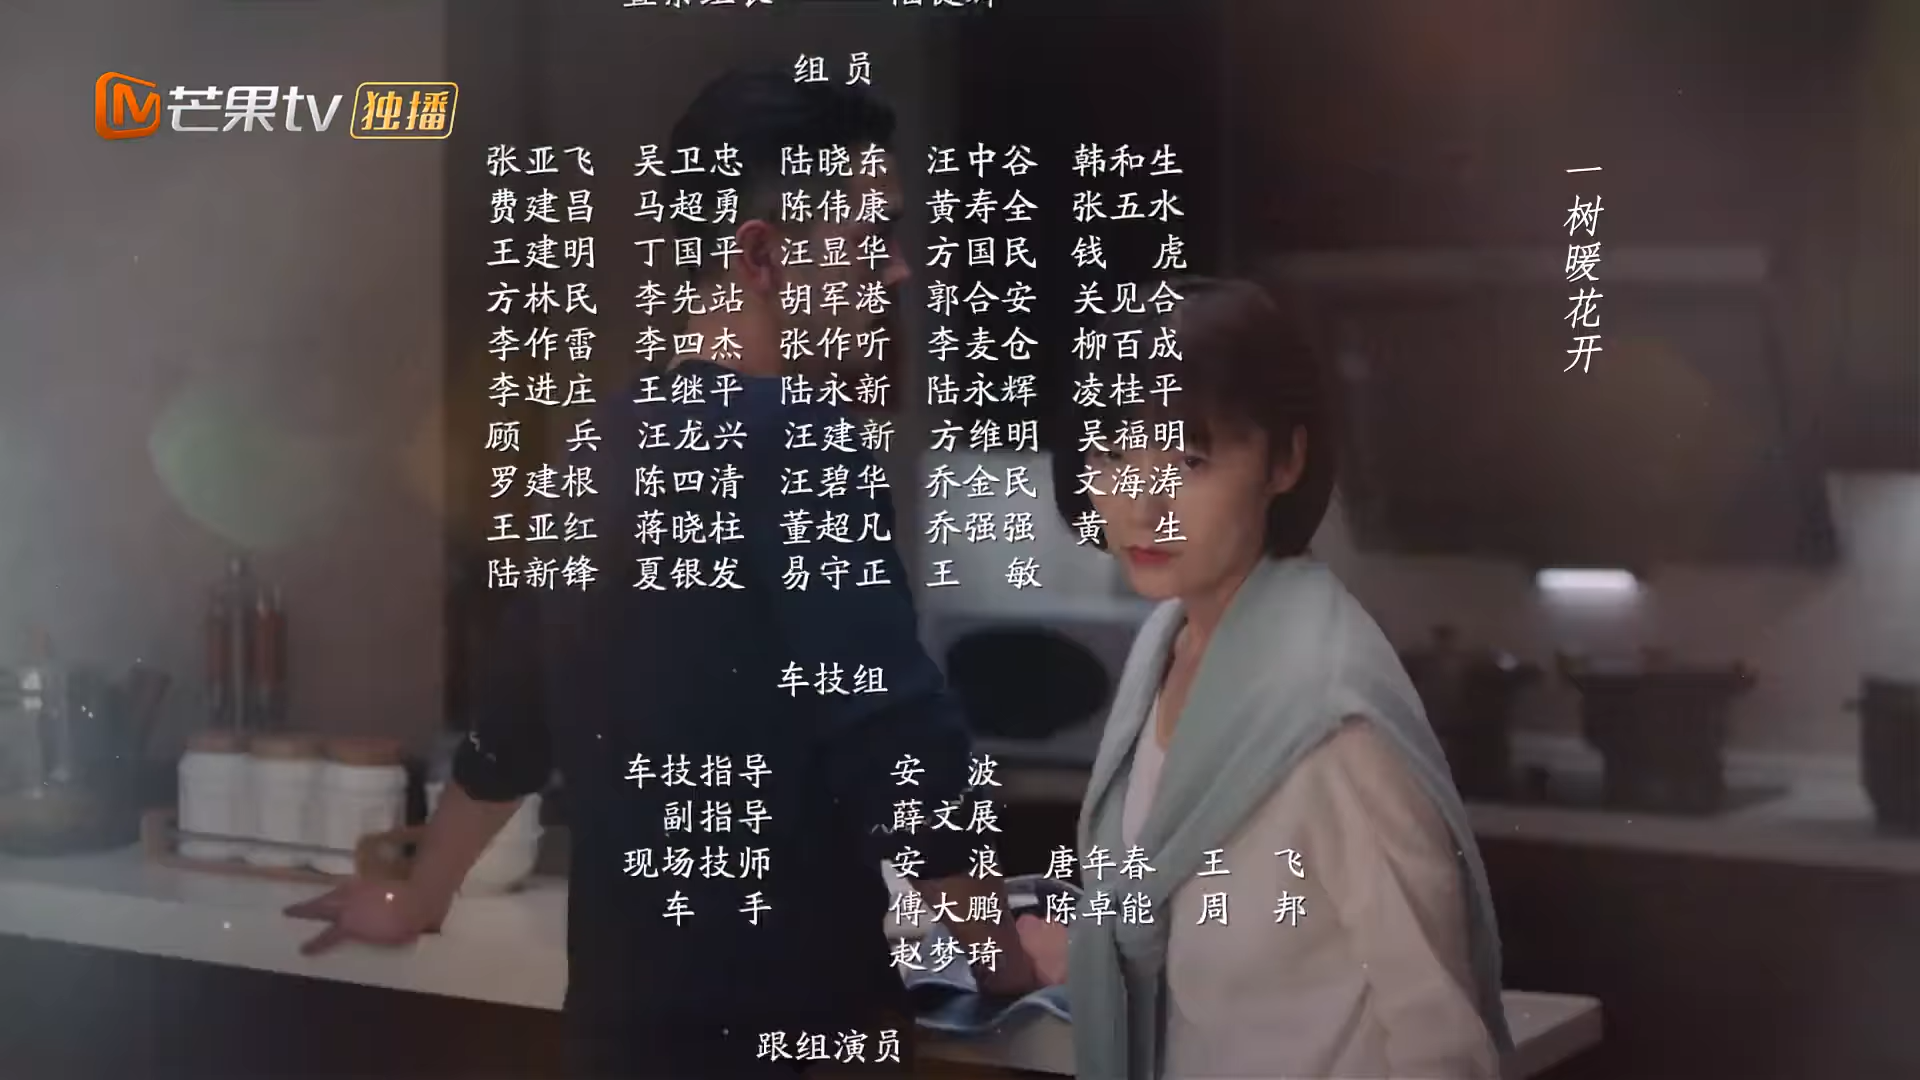 组员
芒果tv 独播
张亚飞 吴卫忠 陆晓东 汪中谷 韩和生
费建昌 马超勇 陈伟康 黄寿全 张五水
王建明 丁国平 汪显华 方国民 钱虎
方林民 李先站 胡军港 郭合安 关见合
李作雷 李四杰 张作听 李麦仓 柳百成
李进庄 王继平 陆永新 陆永辉 凌桂平
顾兵 汪龙兴 汪建新 方维明 吴福明
罗建根 陈四清 汪碧华 乔金民 文海涛
王亚红 蒋晓柱 董超凡 乔强强 黄生
陆新锋 夏银发 易守正 王敏
车技组
车技指导 安波
副指导 薛文展
现场技师 安浪 唐年春 王飞
车手 傅大鹏 陈卓能 周邦
赵梦琦
跟组演员
一树暖花开